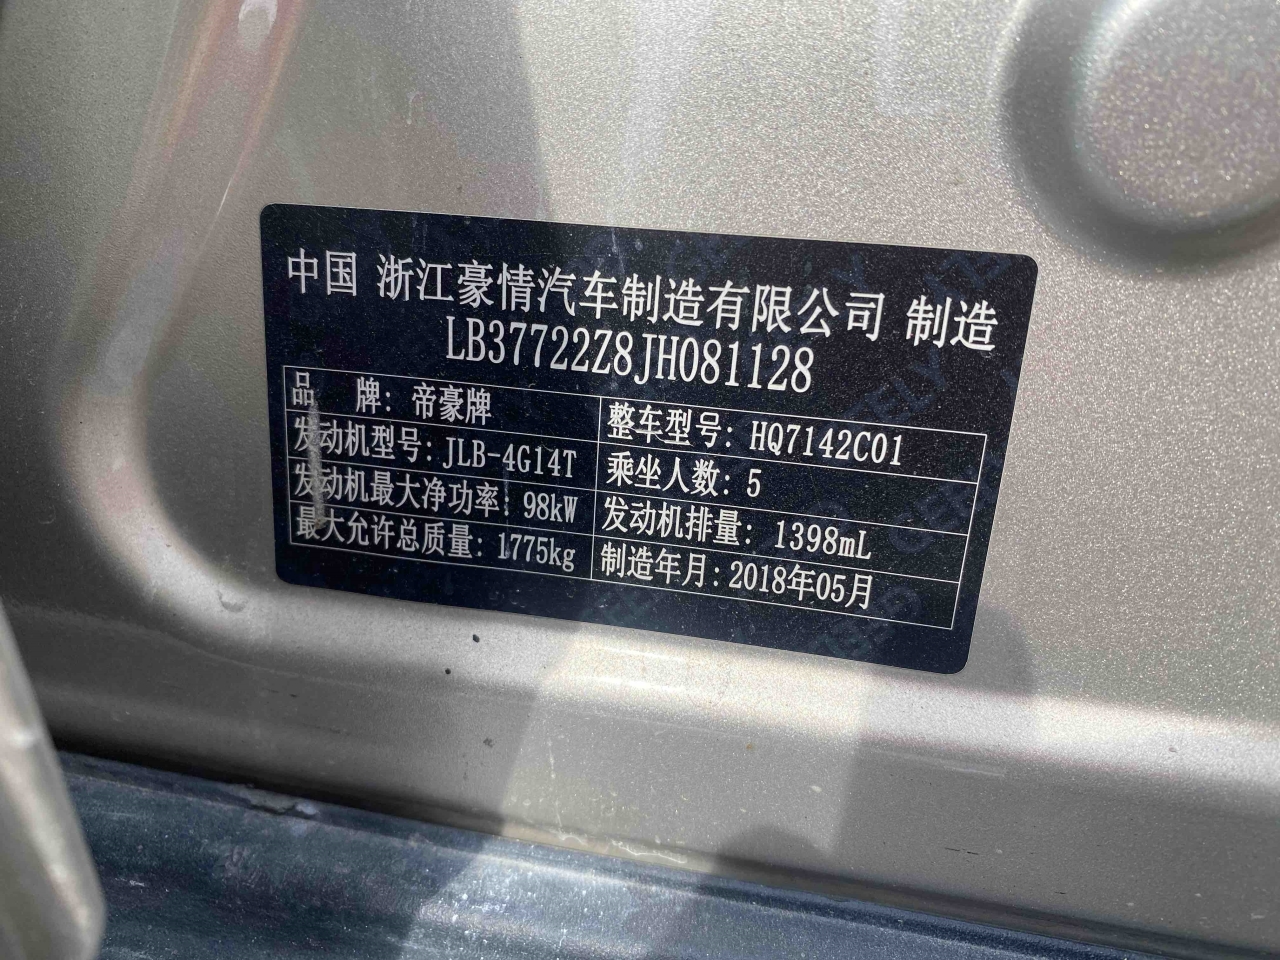 中国 浙江豪情汽车制造有限公司 制造
LB37722Z8JH081128
品 牌: 帝豪牌
整车型号: HQ7142C01
发动机型号: JLB-4G14T
乘坐人数: 5
发动机最大净功率: 98kW
发动机排量: 1398mL
最大允许总质量: 1775kg
制造年月: 2018年05月